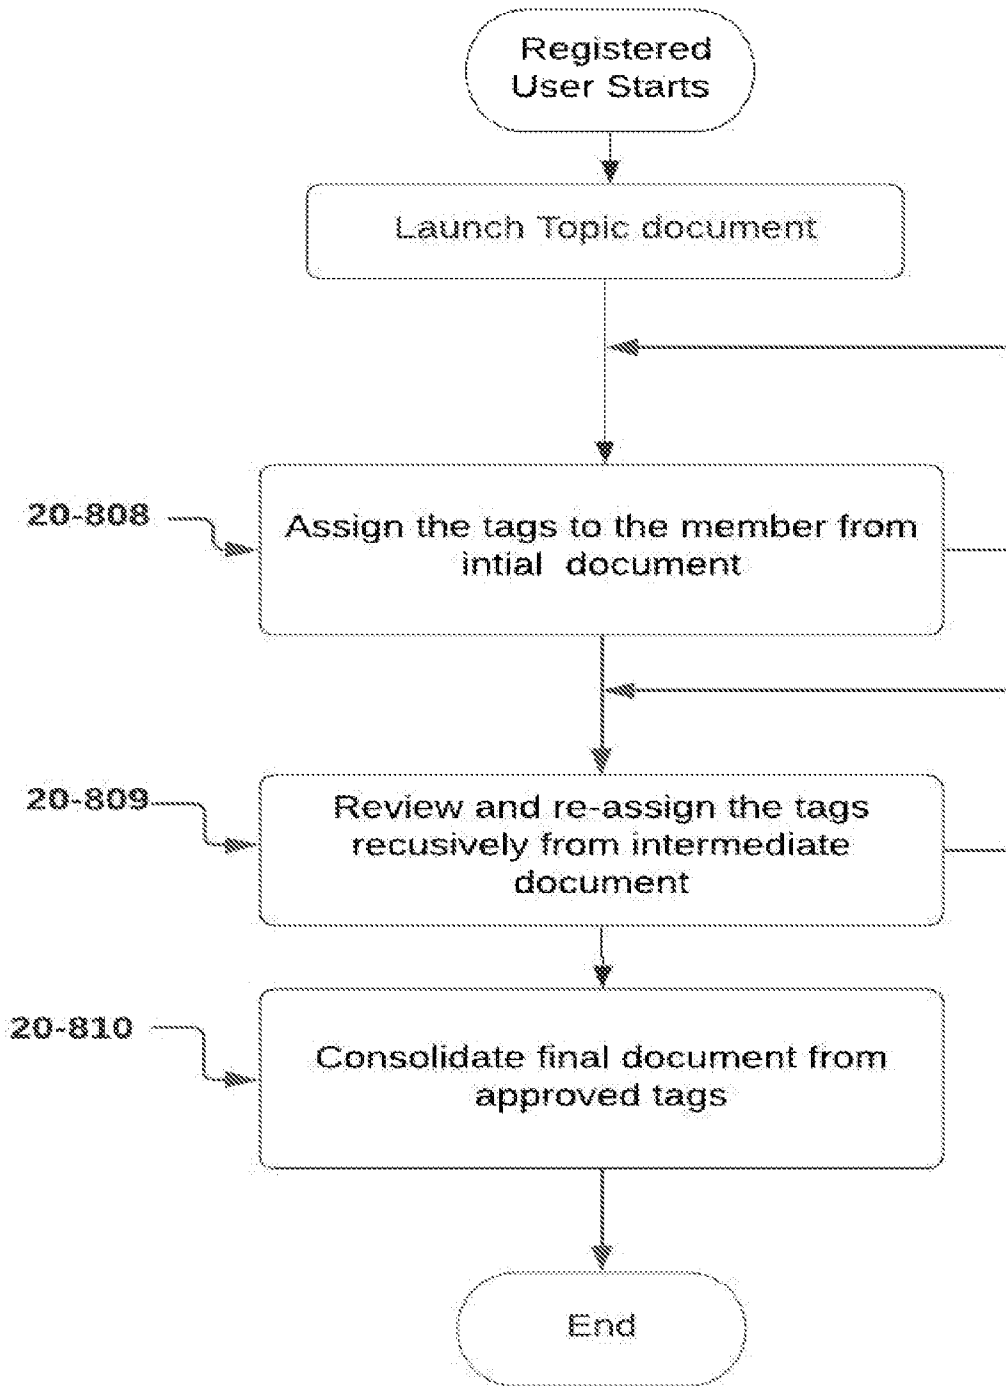 Registered
User Starts
Launch Topic document
20-808
Assign the tags to the member from
intial document
20-809
Review and re-assign the tags
recusively from intermediate
document
20-810
Consolidate final document from
approved tags
End